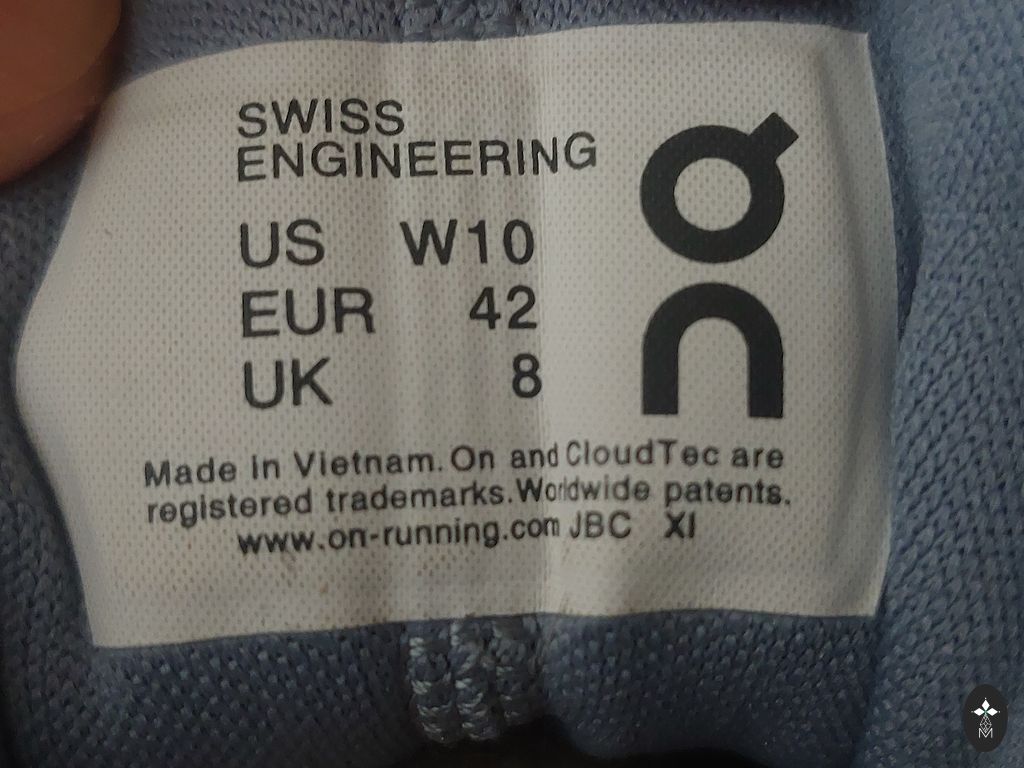 SWISS
ENGINEERING
US W10
EUR 42
UK 8
On
Made in Vietnam. On and CloudTec are
registered trademarks. Worldwide patents.
www.on-running.com JBC XI
M